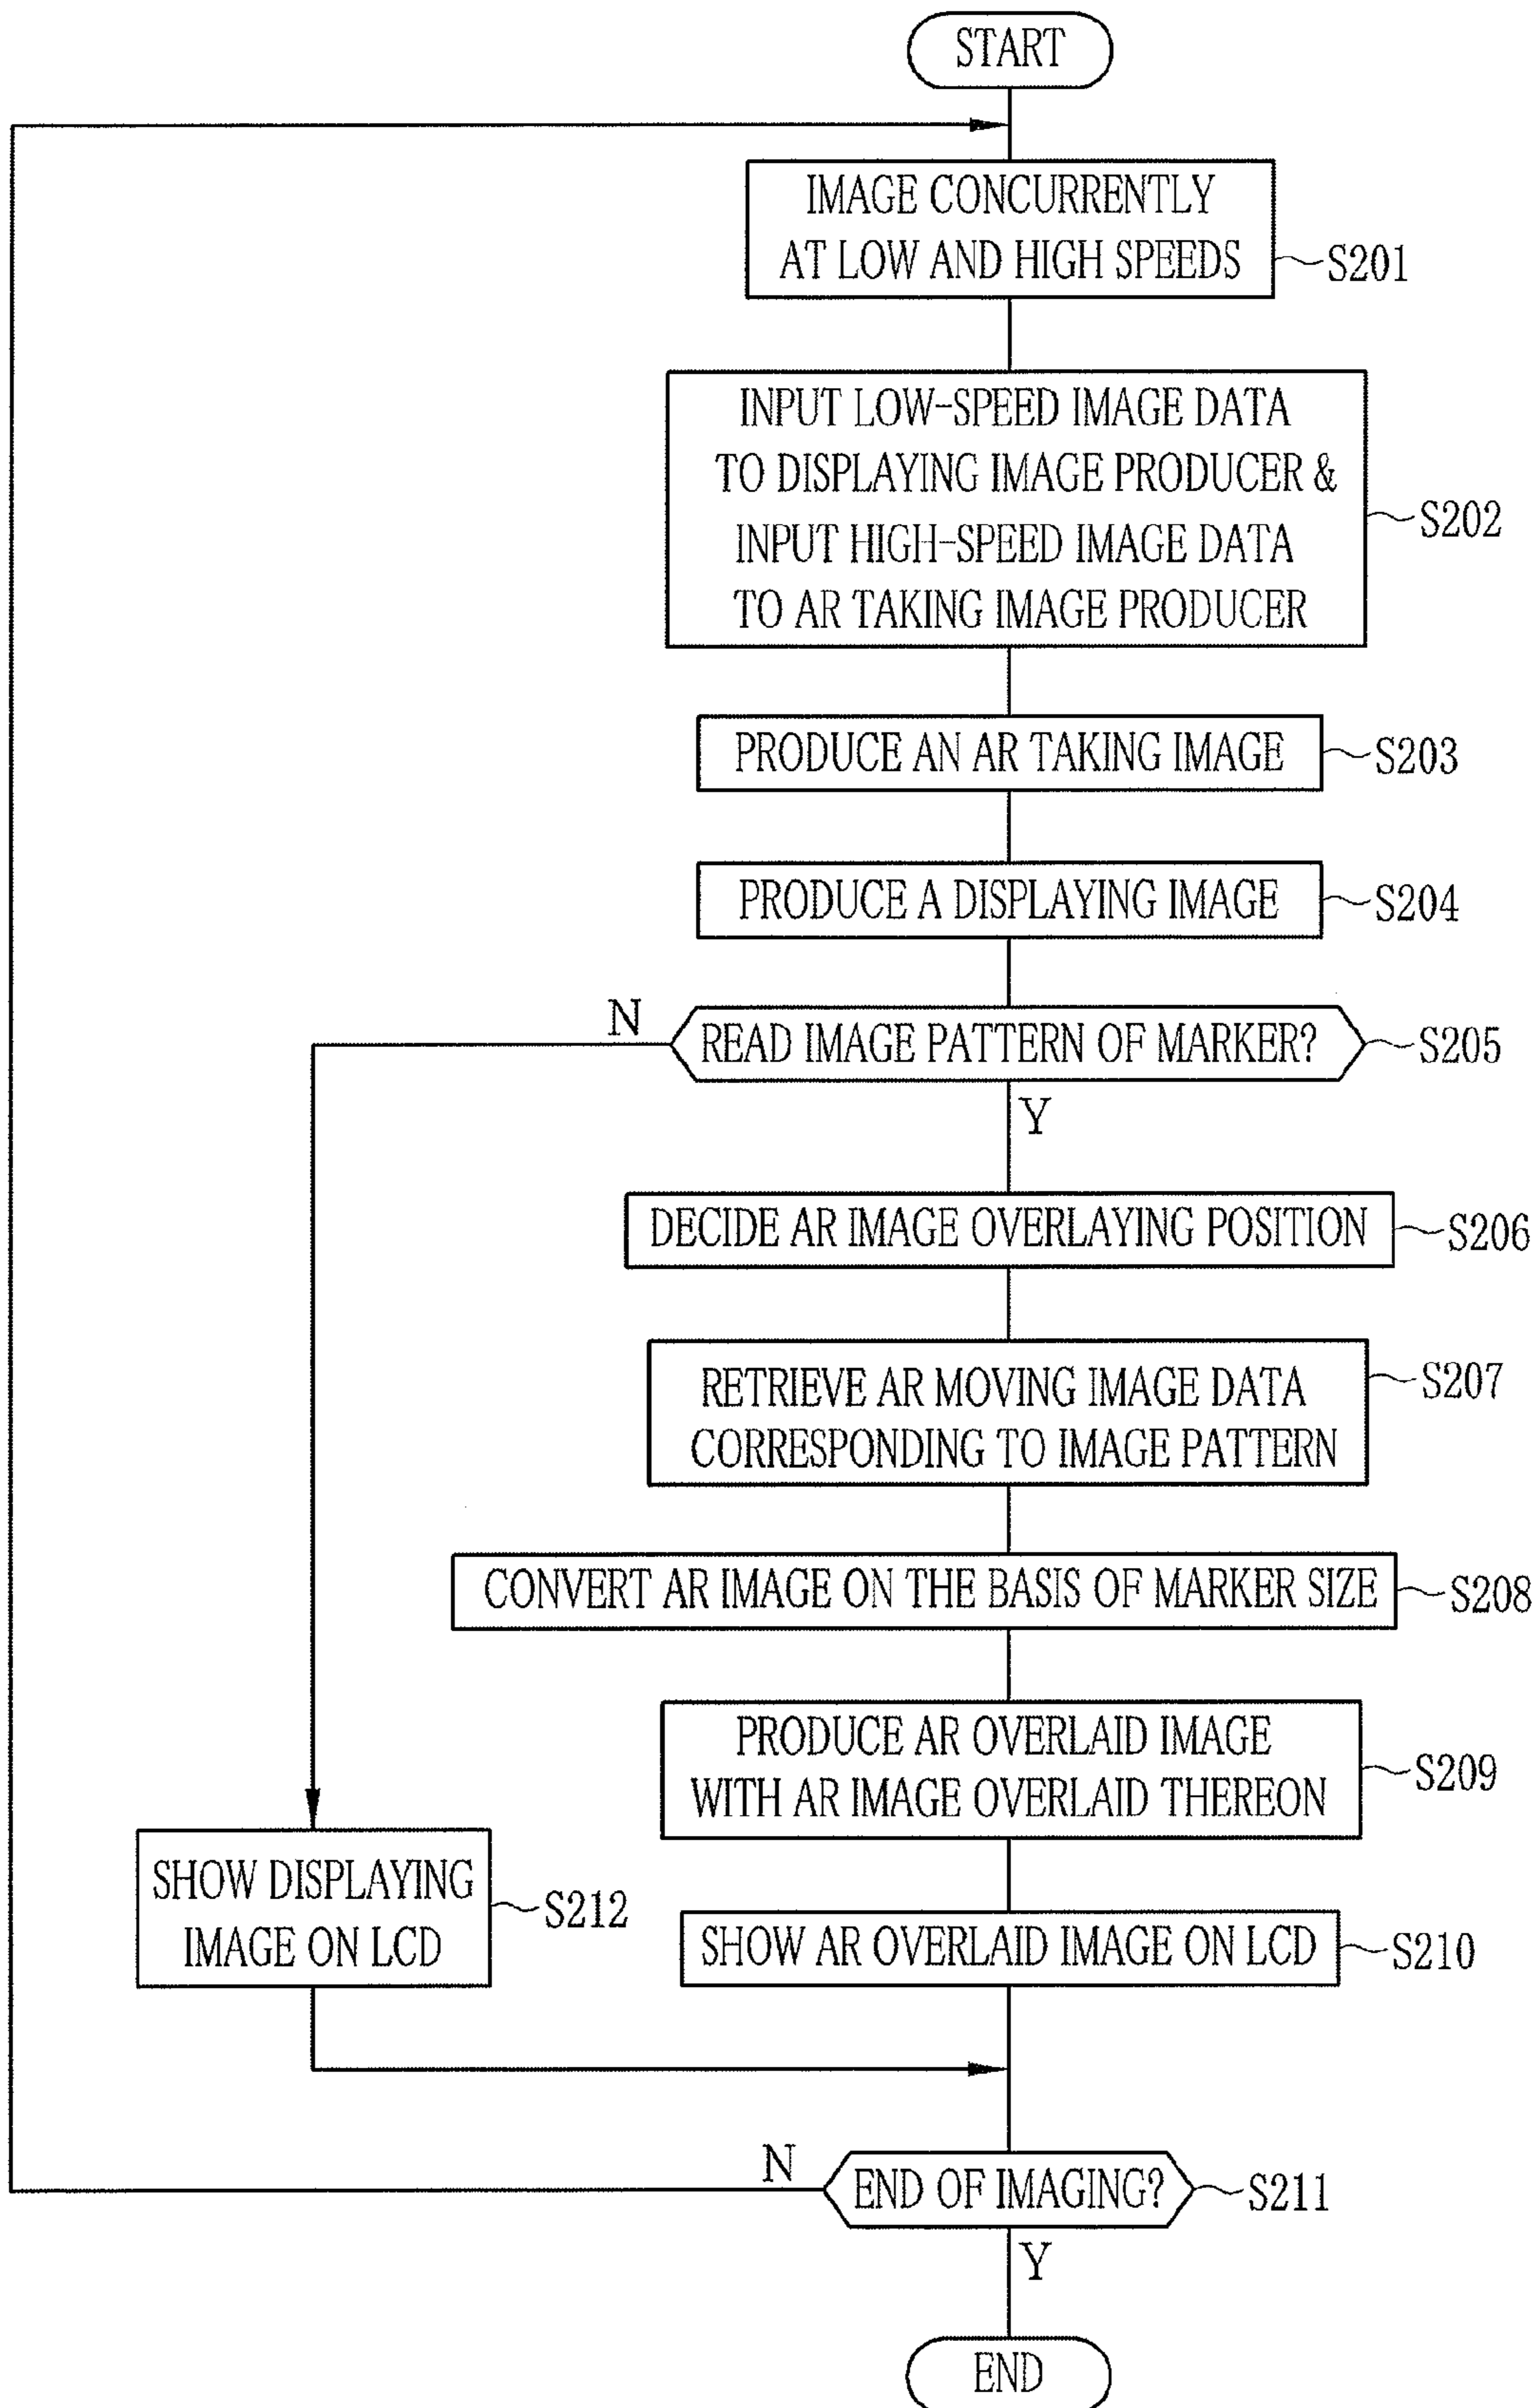 START
IMAGE CONCURRENTLY
AT LOW AND HIGH SPEEDS
S201
INPUT LOW-SPEED IMAGE DATA
TO DISPLAYING IMAGE PRODUCER &
INPUT HIGH-SPEED IMAGE DATA
TO AR TAKING IMAGE PRODUCER
S202
PRODUCE AN AR TAKING IMAGE
S203
PRODUCE A DISPLAYING IMAGE
S204
N
READ IMAGE PATTERN OF MARKER?
S205
Y
DECIDE AR IMAGE OVERLAYING POSITION
S206
RETRIEVE AR MOVING IMAGE DATA
CORRESPONDING TO IMAGE PATTERN
S207
CONVERT AR IMAGE ON THE BASIS OF MARKER SIZE
S208
PRODUCE AR OVERLAID IMAGE
WITH AR IMAGE OVERLAID THEREON
S209
SHOW DISPLAYING
IMAGE ON LCD
S212
SHOW AR OVERLAID IMAGE ON LCD
S210
N
END OF IMAGING?
S211
Y
END